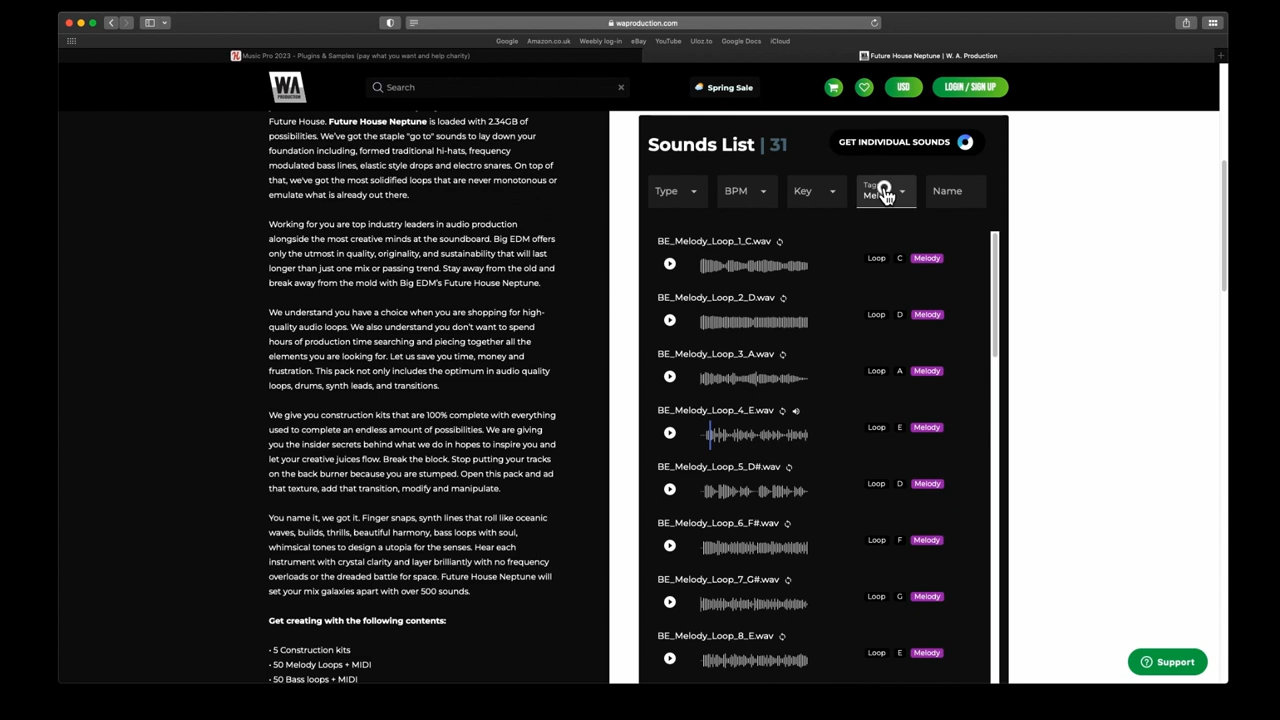 waproduction.com
Google Amazon.co.uk Weebly log-in eBay YouTube Uloz.to Google Docs iCloud
Music Pro 2023 - Plugins & Samples (pay what you want and help charity)
Future House Neptune | W. A. Production
WA
PRODUCTION
Search
Spring Sale
USD
LOGIN / SIGN UP
Future House. Future House Neptune is loaded with 2.34GB of
possibilities. We've got the staple "go to" sounds to lay down your
foundation including, formed traditional hi-hats, frequency
modulated bass lines, elastic style drops and electro snares. On top of
that, we've got the most solidified loops that are never monotonous or
emulate what is already out there.
Working for you are top industry leaders in audio production
alongside the most creative minds at the soundboard. Big EDM offers
only the utmost in quality, originality, and sustainability that will last
longer than just one mix or passing trend. Stay away from the old and
break away from the mold with Big EDM's Future House Neptune.
We understand you have a choice when you are shopping for high-
quality audio loops. We also understand you don't want to spend
hours of production time searching and piecing together all the
elements you are looking for. Let us save you time, money and
frustration. This pack not only includes the optimum in audio quality
loops, drums, synth leads, and transitions.
We give you construction kits that are 100% complete with everything
used to complete an endless amount of possibilities. We are giving
you the insider secrets behind what we do in hopes to inspire you and
let your creative juices flow. Break the block. Stop putting your tracks
on the back burner because you are stumped. Open this pack and ad
that texture, add that transition, modify and manipulate.
You name it, we got it. Finger snaps, synth lines that roll like oceanic
waves, builds, thrills, beautiful harmony, bass loops with soul,
whimsical tones to design a utopia for the senses. Hear each
instrument with crystal clarity and layer brilliantly with no frequency
overloads or the dreaded battle for space. Future House Neptune will
set your mix galaxies apart with over 500 sounds.
Get creating with the following contents:
• 5 Construction kits
• 50 Melody Loops + MIDI
• 50 Bass loops + MIDI
Sounds List | 31
GET INDIVIDUAL SOUNDS
Type BPM Key Name
BE_Melody_Loop_1_C.wav
Loop C Melody
BE_Melody_Loop_2_D.wav
Loop D Melody
BE_Melody_Loop_3_A.wav
Loop A Melody
BE_Melody_Loop_4_E.wav
Loop E Melody
BE_Melody_Loop_5_D#.wav
Loop D Melody
BE_Melody_Loop_6_F#.wav
Loop F Melody
BE_Melody_Loop_7_G#.wav
Loop G Melody
BE_Melody_Loop_8_E.wav
Loop E Melody
Support